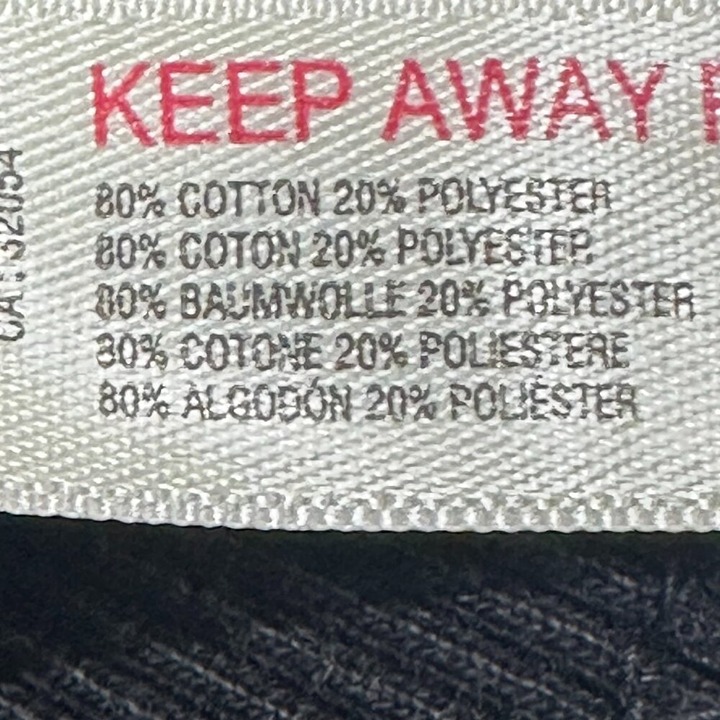 KEEP AWAY
80% COTTON 20% POLYESTER
80% COTON 20% POLYESTER
80% BAUMWOLLE 20% POLYESTER
80% COTONE 20% POLIESTERE
80% ALGODÓN 20% POLIÉSTER